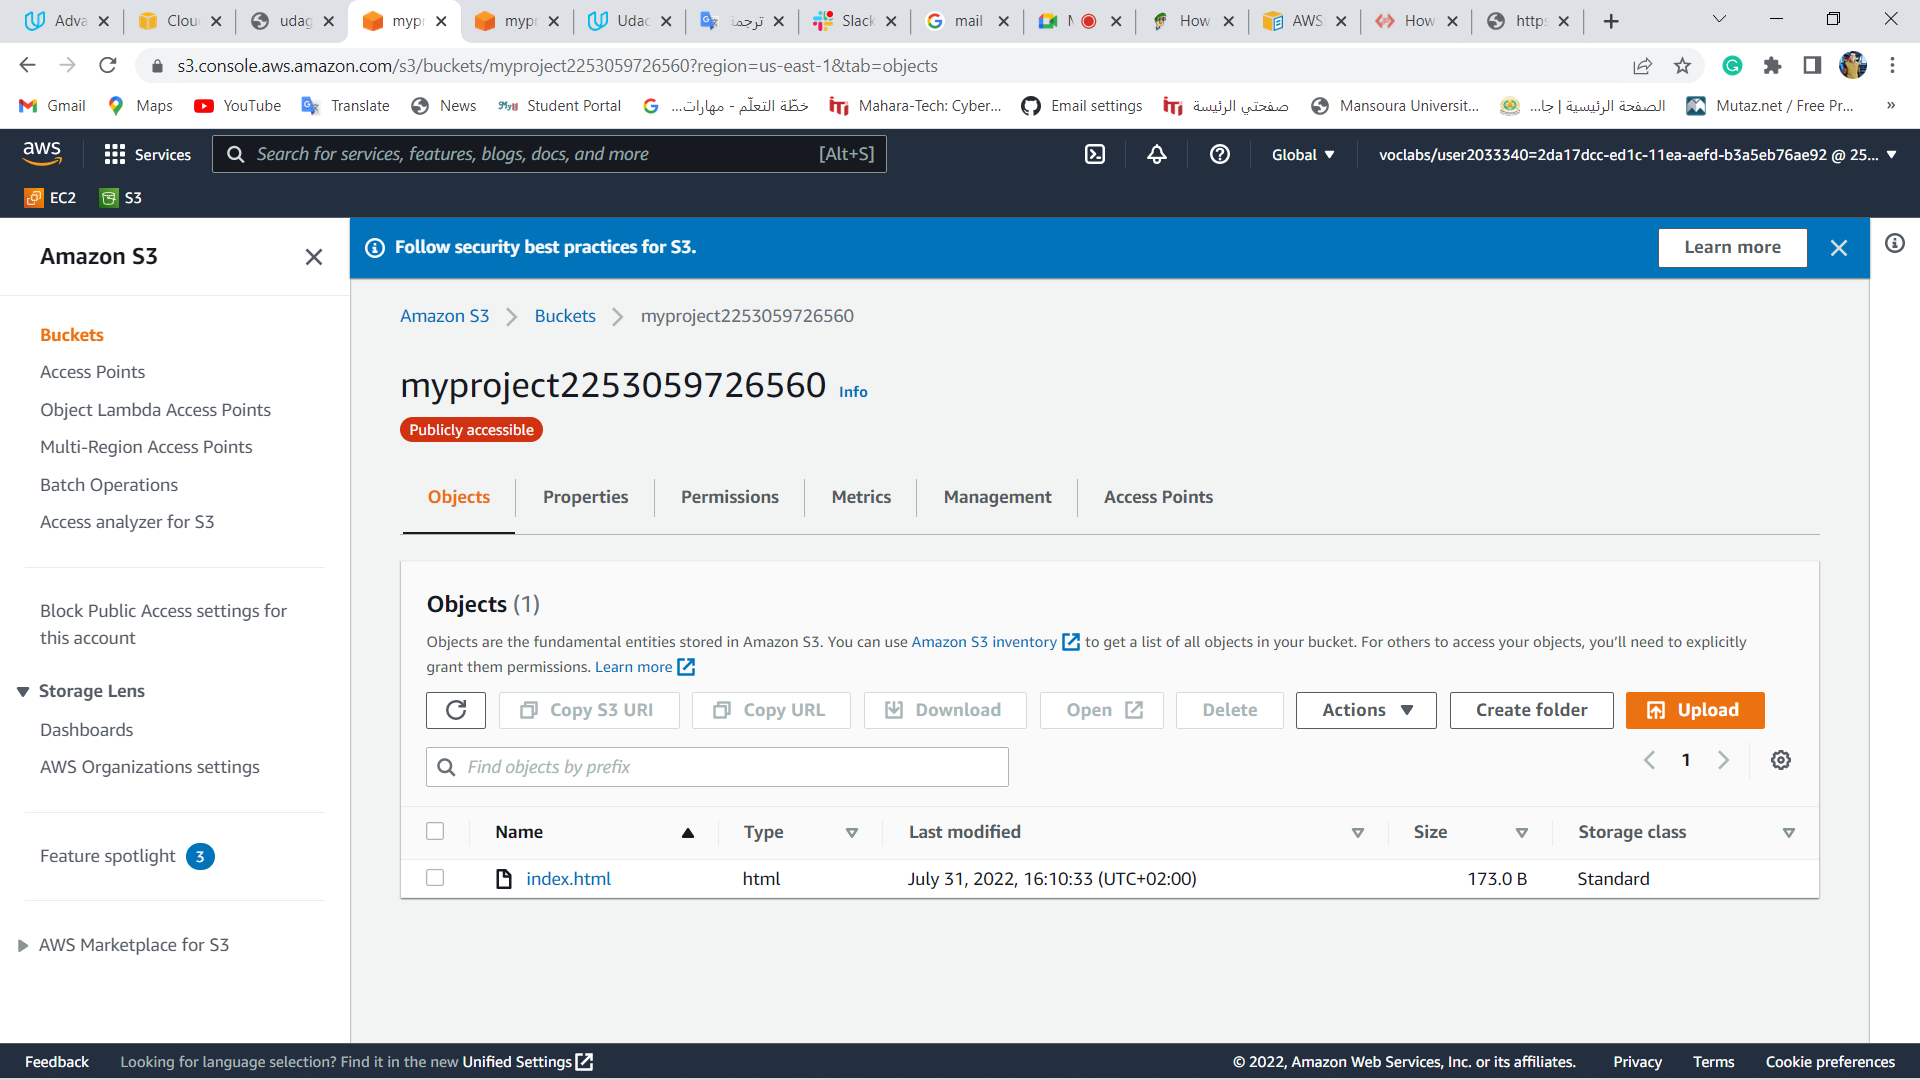 Adva
Clou
udag
mypr
mypr
Udac
ترجمة
Slack
mail
M
How
AWS
How
https
s3.console.aws.amazon.com/s3/buckets/myproject2253059726560?region=us-east-1&tab=objects
Gmail
Maps
YouTube
Translate
News
Student Portal
خطّة التعلّم - مهارات...
Mahara-Tech: Cyber...
Email settings
صفحتي الرئيسة
Mansoura Universit...
الصفحة الرئيسية | جا...
Mutaz.net / Free Pr...
»
aws
Services
Search for services, features, blogs, docs, and more
[Alt+S]
Global
voclabs/user2033340=2da17dcc-ed1c-11ea-aefd-b3a5eb76ae92 @ 25...
EC2
S3
Amazon S3
Buckets
Access Points
Object Lambda Access Points
Multi-Region Access Points
Batch Operations
Access analyzer for S3
Block Public Access settings for
this account
Storage Lens
Dashboards
AWS Organizations settings
Feature spotlight 3
AWS Marketplace for S3
Follow security best practices for S3.
Learn more
Amazon S3
Buckets
myproject2253059726560
myproject2253059726560 Info
Publicly accessible
Objects
Properties
Permissions
Metrics
Management
Access Points
Objects (1)
Objects are the fundamental entities stored in Amazon S3. You can use Amazon S3 inventory to get a list of all objects in your bucket. For others to access your objects, you'll need to explicitly
grant them permissions. Learn more
Copy S3 URI
Copy URL
Download
Open
Delete
Actions
Create folder
Upload
Find objects by prefix
1
Name
Type
Last modified
Size
Storage class
index.html
html
July 31, 2022, 16:10:33 (UTC+02:00)
173.0 B
Standard
Feedback
Looking for language selection? Find it in the new Unified Settings
© 2022, Amazon Web Services, Inc. or its affiliates.
Privacy
Terms
Cookie preferences